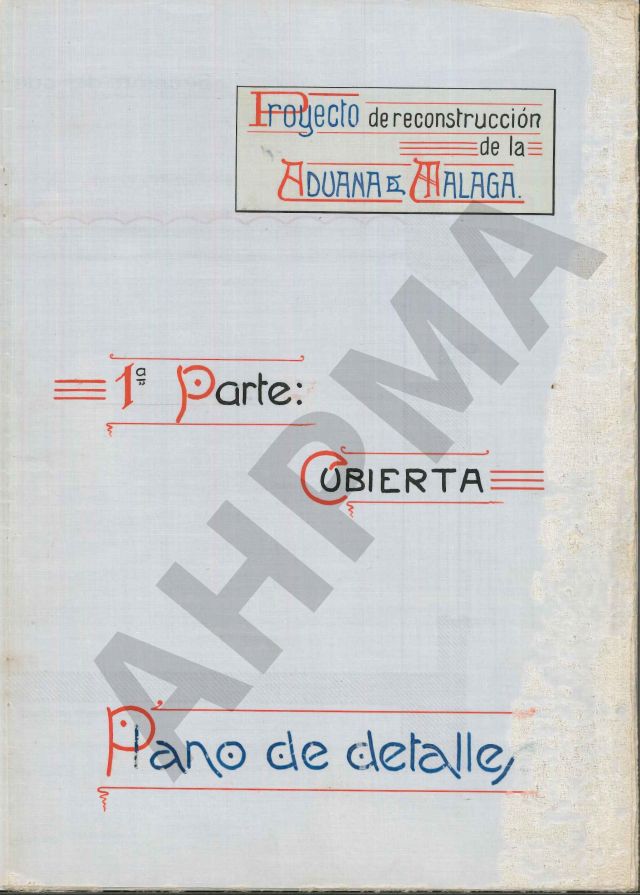 Proyecto de reconstrucción
de la
ADUANA DE MALAGA.
1ª Parte:
CUBIERTA
Plano de detalle
AHPMA